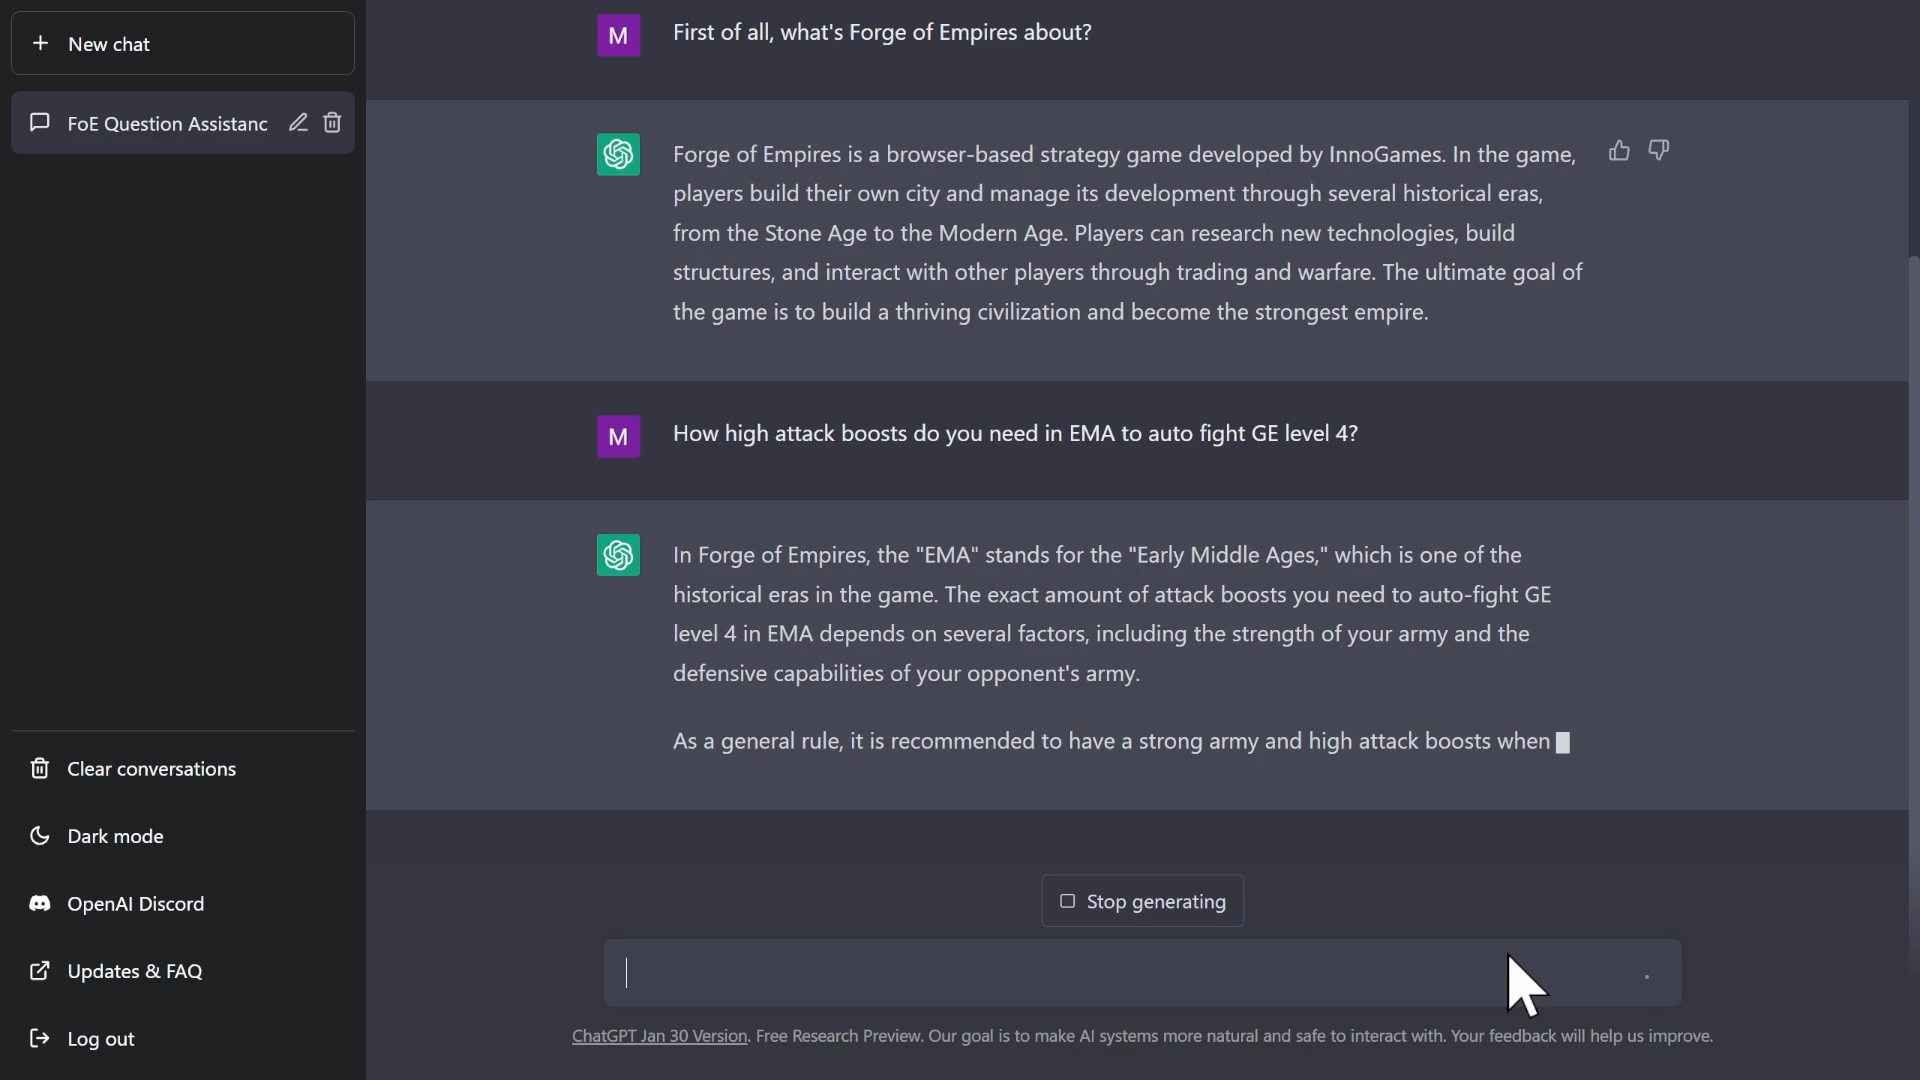 New chat
FoE Question Assistanc
Clear conversations
Dark mode
OpenAI Discord
Updates & FAQ
Log out
M
First of all, what's Forge of Empires about?
Forge of Empires is a browser-based strategy game developed by InnoGames. In the game,
players build their own city and manage its development through several historical eras,
from the Stone Age to the Modern Age. Players can research new technologies, build
structures, and interact with other players through trading and warfare. The ultimate goal of
the game is to build a thriving civilization and become the strongest empire.
M
How high attack boosts do you need in EMA to auto fight GE level 4?
In Forge of Empires, the "EMA" stands for the "Early Middle Ages," which is one of the
historical eras in the game. The exact amount of attack boosts you need to auto-fight GE
level 4 in EMA depends on several factors, including the strength of your army and the
defensive capabilities of your opponent's army.
As a general rule, it is recommended to have a strong army and high attack boosts when
Stop generating
ChatGPT Jan 30 Version. Free Research Preview. Our goal is to make AI systems more natural and safe to interact with. Your feedback will help us improve.